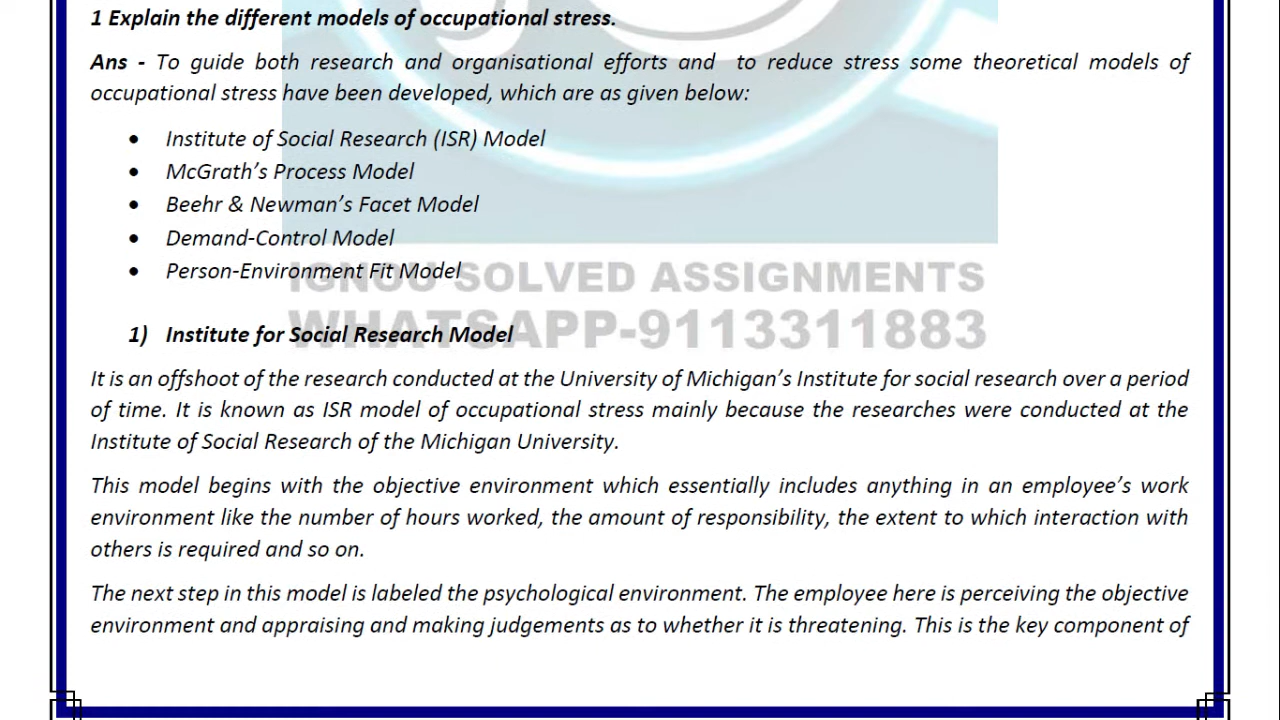 1 Explain the different models of occupational stress.
Ans - To guide both research and organisational efforts and to reduce stress some theoretical models of
occupational stress have been developed, which are as given below:
• Institute of Social Research (ISR) Model
• McGrath's Process Model
• Beehr & Newman's Facet Model
• Demand-Control Model
• Person-Environment Fit Model
IGNOU SOLVED ASSIGNMENTS
WHATSAPP-9113311883
1) Institute for Social Research Model
It is an offshoot of the research conducted at the University of Michigan's Institute for social research over a period
of time. It is known as ISR model of occupational stress mainly because the researches were conducted at the
Institute of Social Research of the Michigan University.
This model begins with the objective environment which essentially includes anything in an employee's work
environment like the number of hours worked, the amount of responsibility, the extent to which interaction with
others is required and so on.
The next step in this model is labeled the psychological environment. The employee here is perceiving the objective
environment and appraising and making judgements as to whether it is threatening. This is the key component of